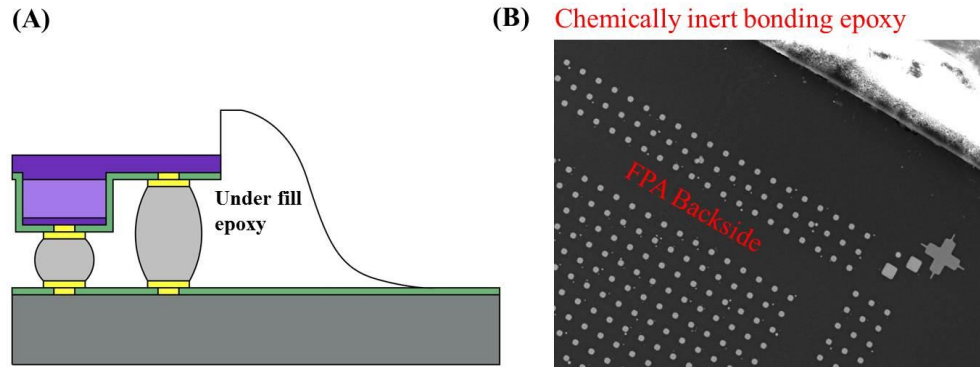 (A)
Under fill
epoxy
(B)
Chemically inert bonding epoxy
FPA Backside